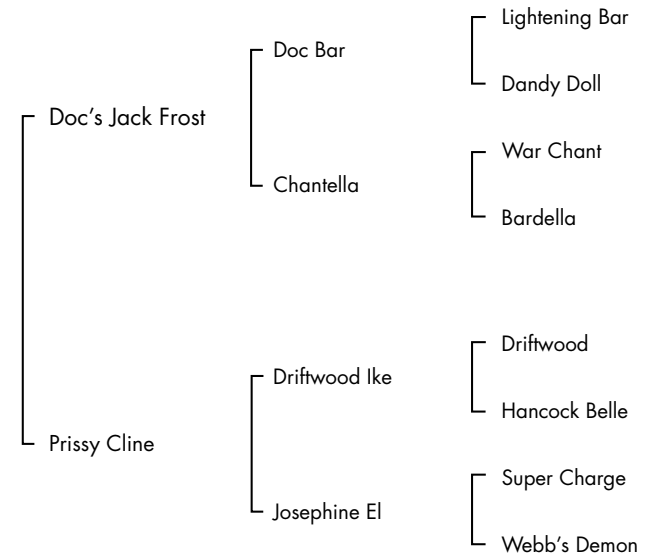 Lightening Bar
Doc Bar
Dandy Doll
Doc's Jack Frost
War Chant
Chantella
Bardella
Driftwood
Driftwood Ike
Hancock Belle
Prissy Cline
Super Charge
Josephine El
Webb's Demon